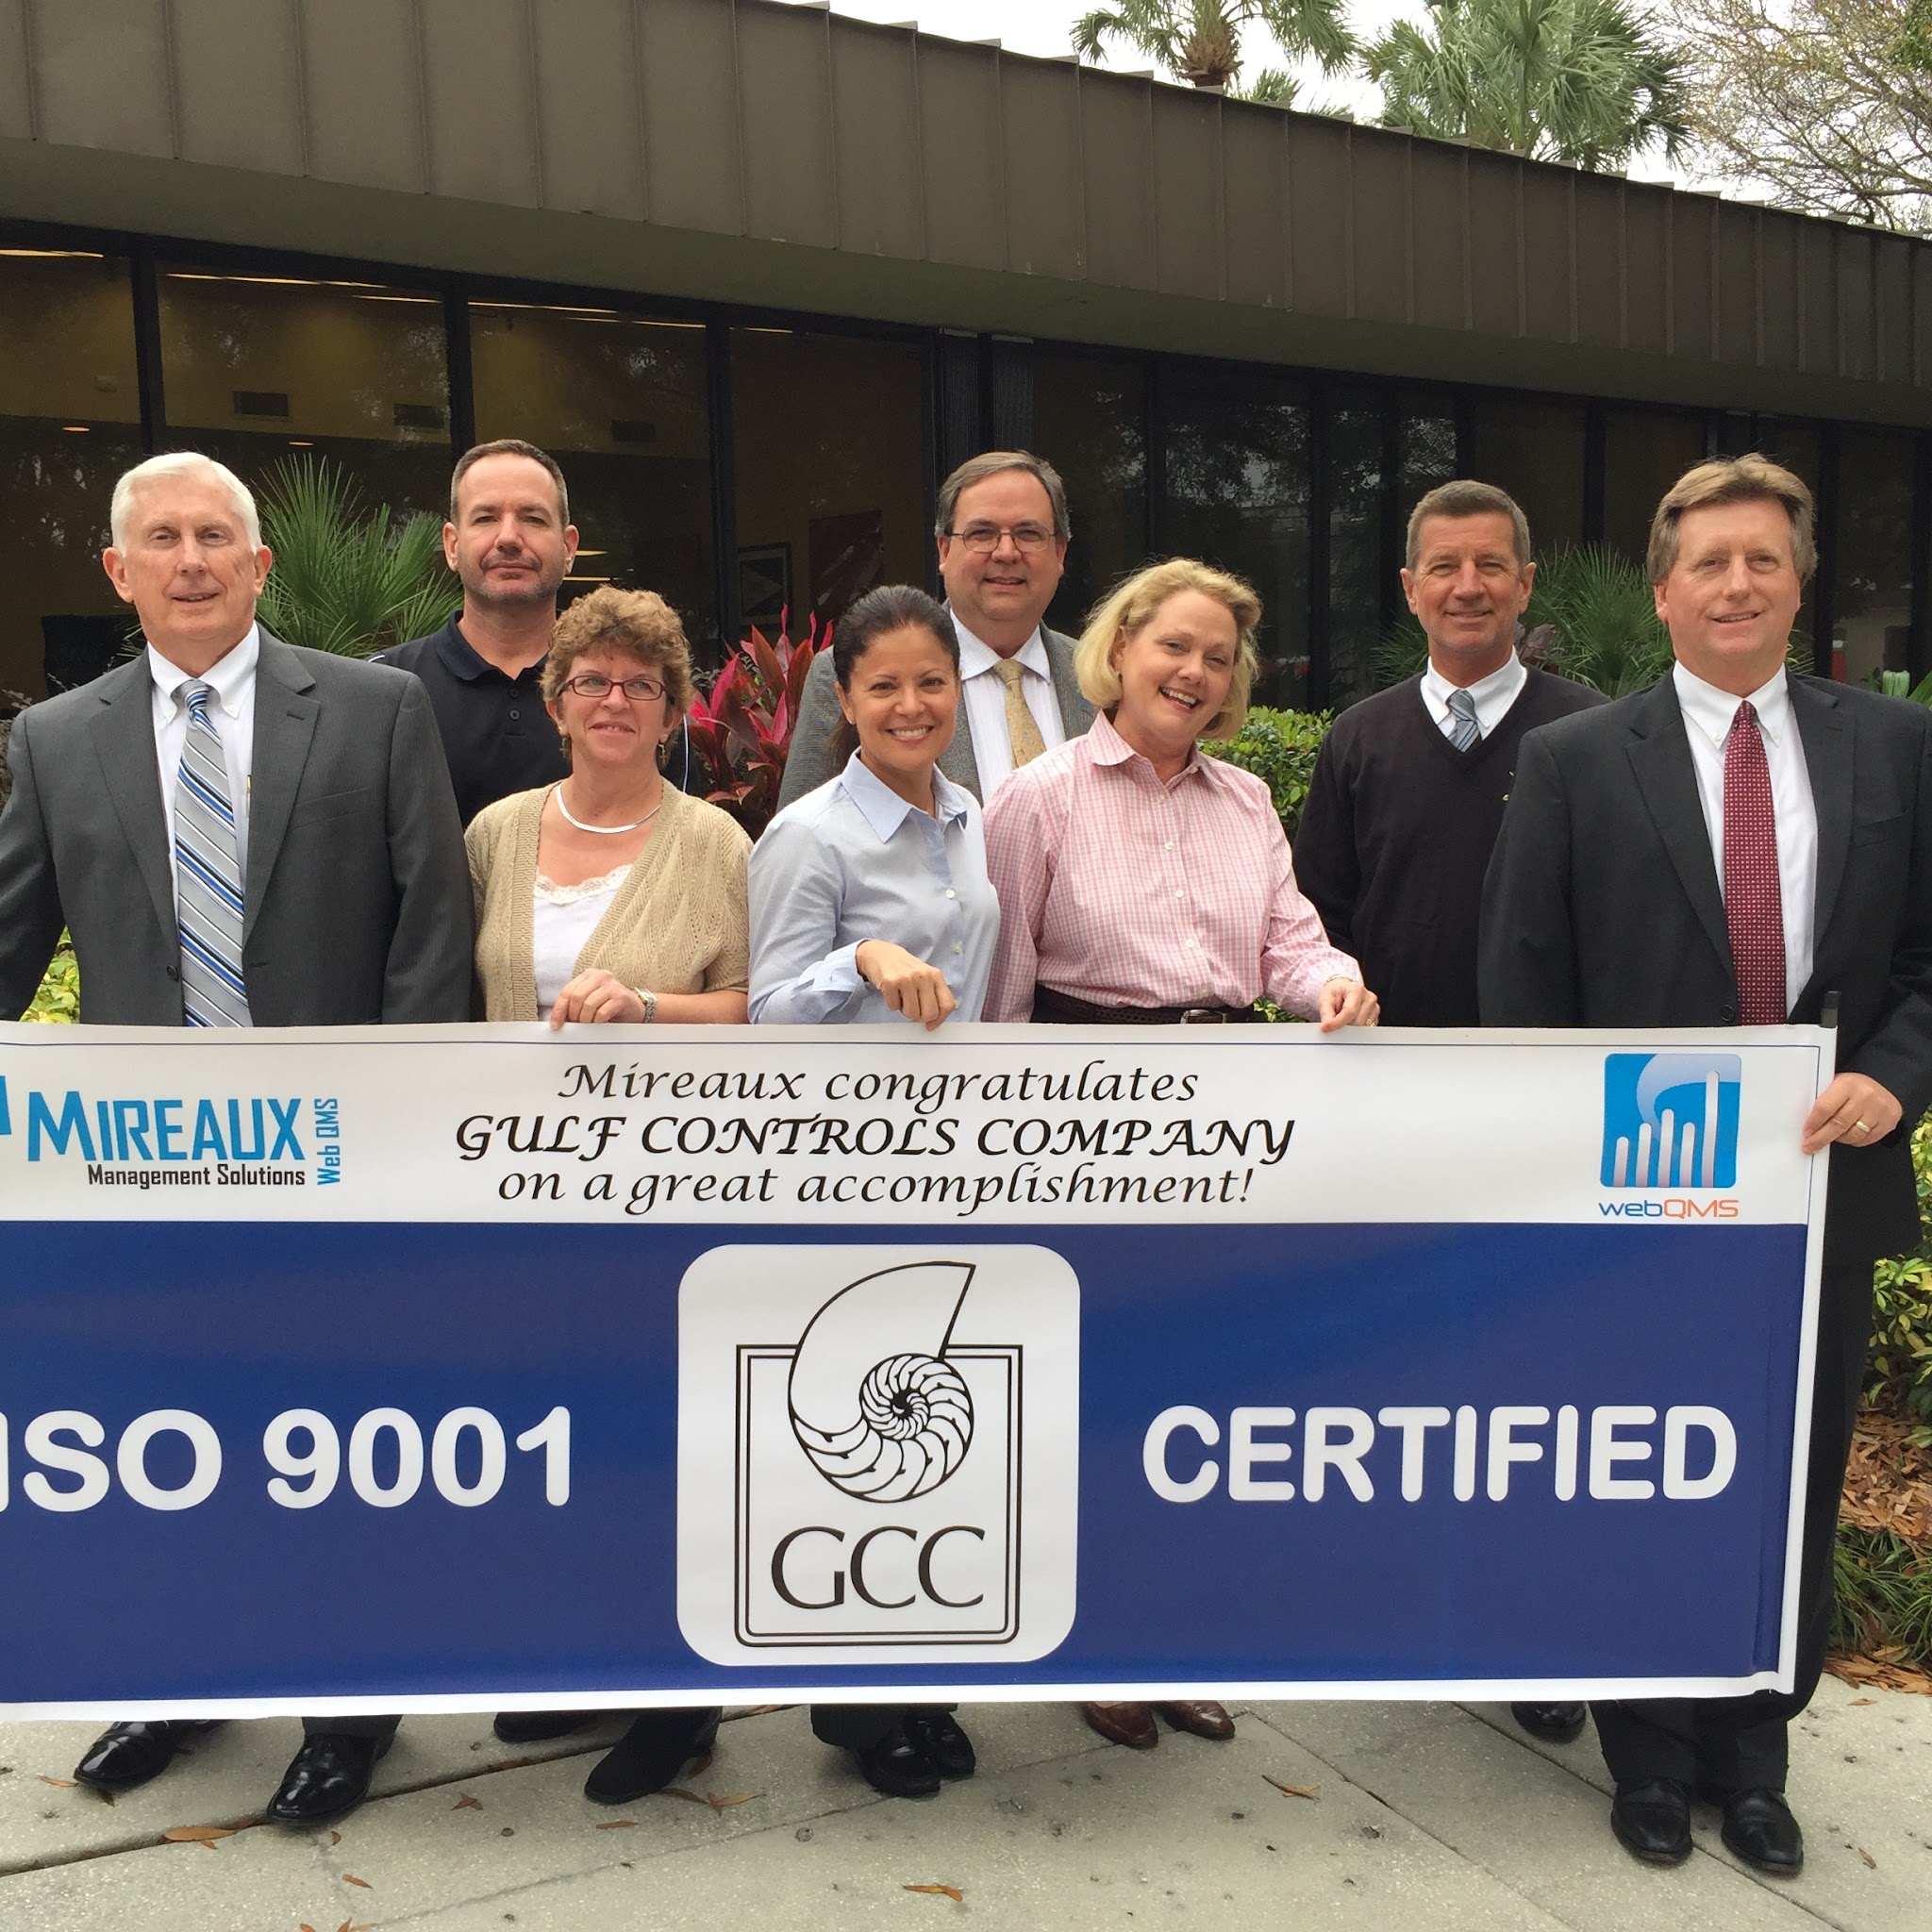 MIREAUX
Management Solutions
Web QMS
Mireaux congratulates
GULF CONTROLS COMPANY
on a great accomplishment!
webQMS
ISO 9001
GCC
CERTIFIED